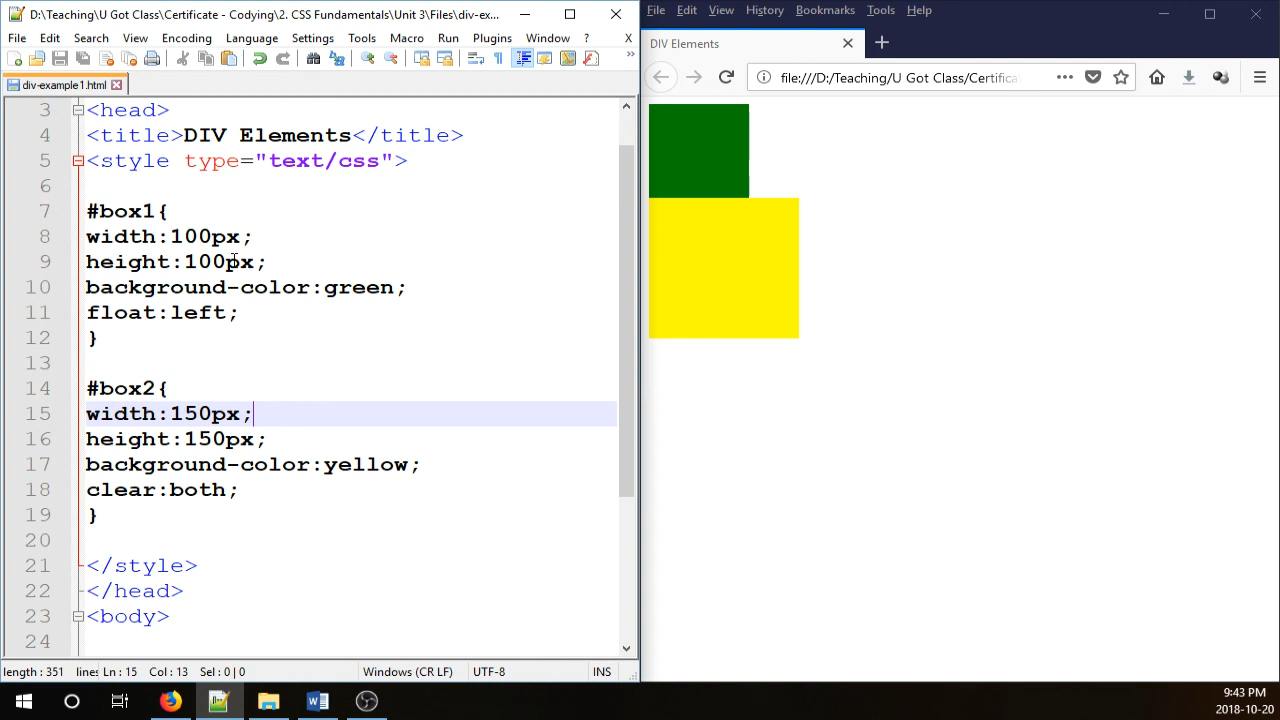 D:\Teaching\U Got Class\Certificate - Codying\2. CSS Fundamentals\Unit 3\Files\div-ex...
File Edit Search View Encoding Language Settings Tools Macro Run Plugins Window ? X
div-example1.html
3 <head>
4 <title>DIV Elements</title>
5 <style type="text/css">
6
7 #box1{
8 width:100px;
9 height:100px;
10 background-color:green;
11 float:left;
12 }
13
14 #box2{
15 width:150px;
16 height:150px;
17 background-color:yellow;
18 clear:both;
19 }
20
21 </style>
22 </head>
23 <body>
24
length : 351 lines Ln : 15 Col : 13 Sel : 0 | 0 Windows (CR LF) UTF-8 INS
File Edit View History Bookmarks Tools Help
DIV Elements
file:///D:/Teaching/U Got Class/Certifica
9:43 PM
2018-10-20